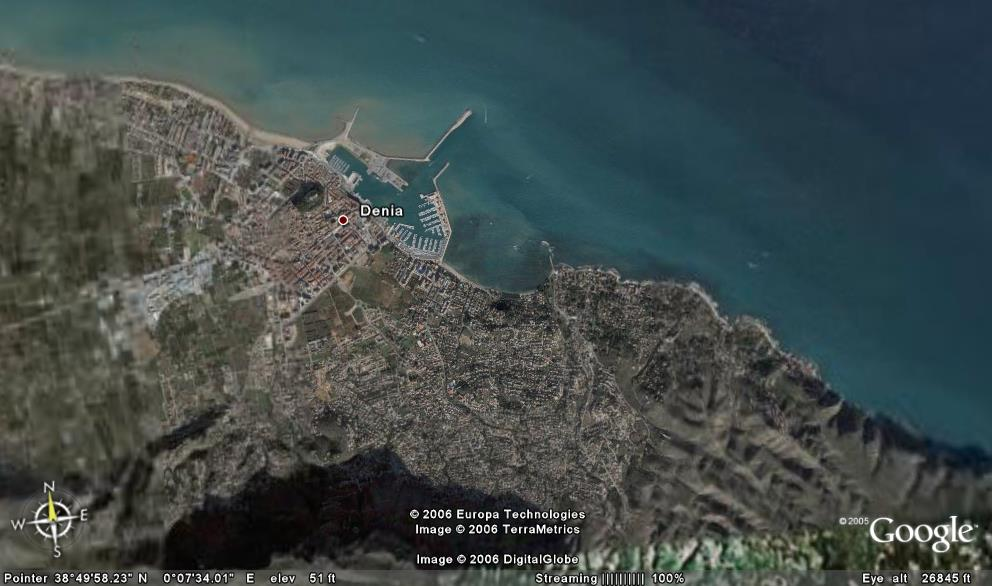 Denia
N
W E
S
© 2006 Europa Technologies
Image © 2006 TerraMetrics
Image © 2006 DigitalGlobe
© 2005 Google™
Pointer 38°49'58.23" N 0°07'34.01" E elev 51 ft Streaming ||||||||| 100% Eye alt 26845 ft